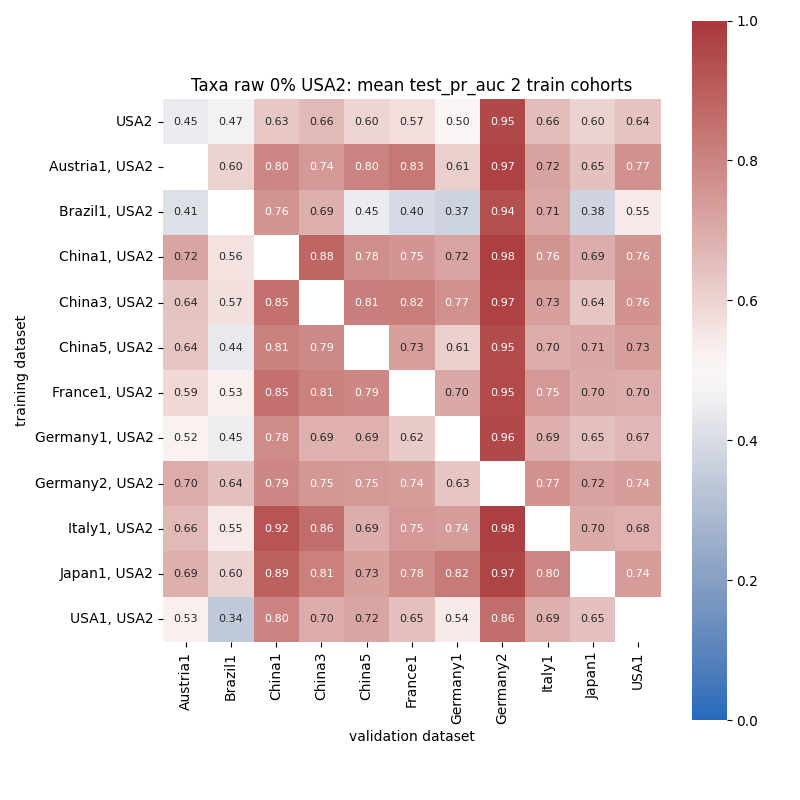 Taxa raw 0% USA2: mean test_pr_auc 2 train cohorts
USA2 0.45 0.47 0.63 0.66 0.60 0.57 0.50 0.95 0.66 0.60 0.64
Austria1, USA2 0.60 0.80 0.74 0.80 0.83 0.61 0.97 0.72 0.65 0.77
Brazil1, USA2 0.41 0.76 0.69 0.45 0.40 0.37 0.94 0.71 0.38 0.55
China1, USA2 0.72 0.56 0.88 0.78 0.75 0.72 0.98 0.76 0.69 0.76
China3, USA2 0.64 0.57 0.85 0.81 0.82 0.77 0.97 0.73 0.64 0.76
China5, USA2 0.64 0.44 0.81 0.79 0.73 0.61 0.95 0.70 0.71 0.73
France1, USA2 0.59 0.53 0.85 0.81 0.79 0.70 0.95 0.75 0.70 0.70
Germany1, USA2 0.52 0.45 0.78 0.69 0.69 0.62 0.96 0.69 0.65 0.67
Germany2, USA2 0.70 0.64 0.79 0.75 0.75 0.74 0.63 0.77 0.72 0.74
Italy1, USA2 0.66 0.55 0.92 0.86 0.69 0.75 0.74 0.98 0.70 0.68
Japan1, USA2 0.69 0.60 0.89 0.81 0.73 0.78 0.82 0.97 0.80 0.74
USA1, USA2 0.53 0.34 0.80 0.70 0.72 0.65 0.54 0.86 0.69 0.65
Austria1 Brazil1 China1 China3 China5 France1 Germany1 Germany2 Italy1 Japan1 USA1
validation dataset
training dataset
1.0
0.8
0.6
0.4
0.2
0.0